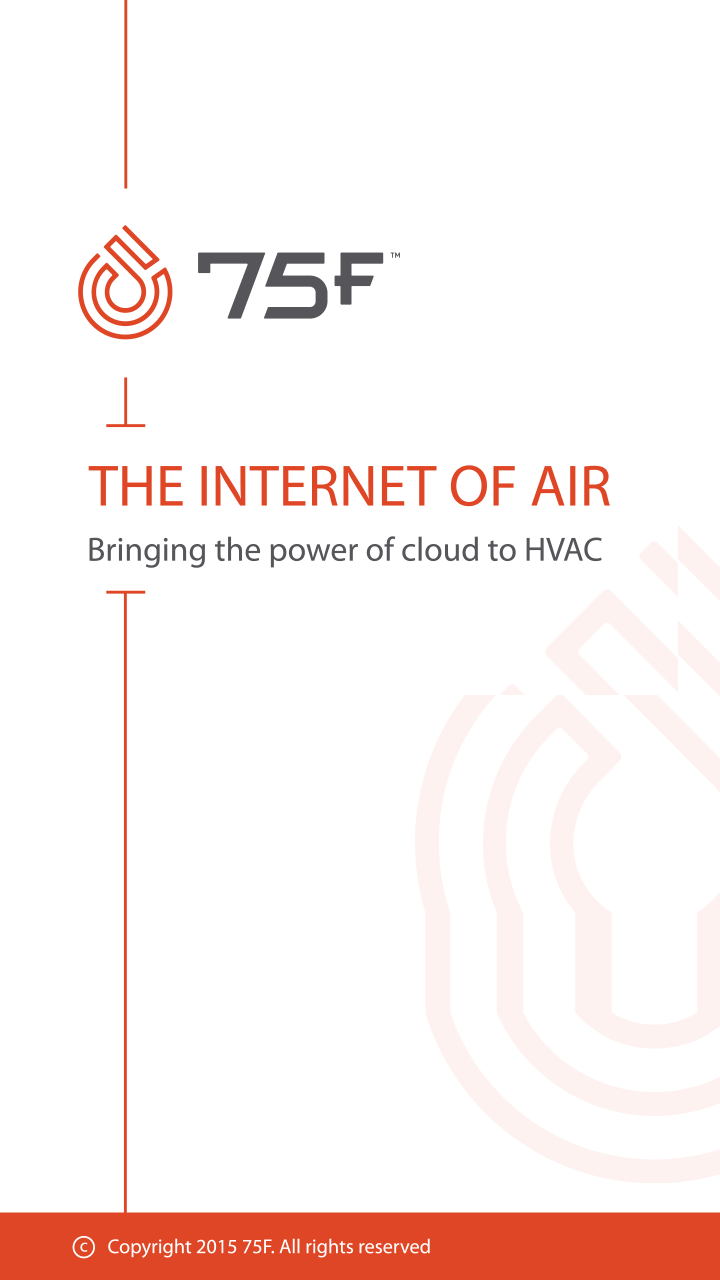 75F™
THE INTERNET OF AIR
Bringing the power of cloud to HVAC
© Copyright 2015 75F. All rights reserved